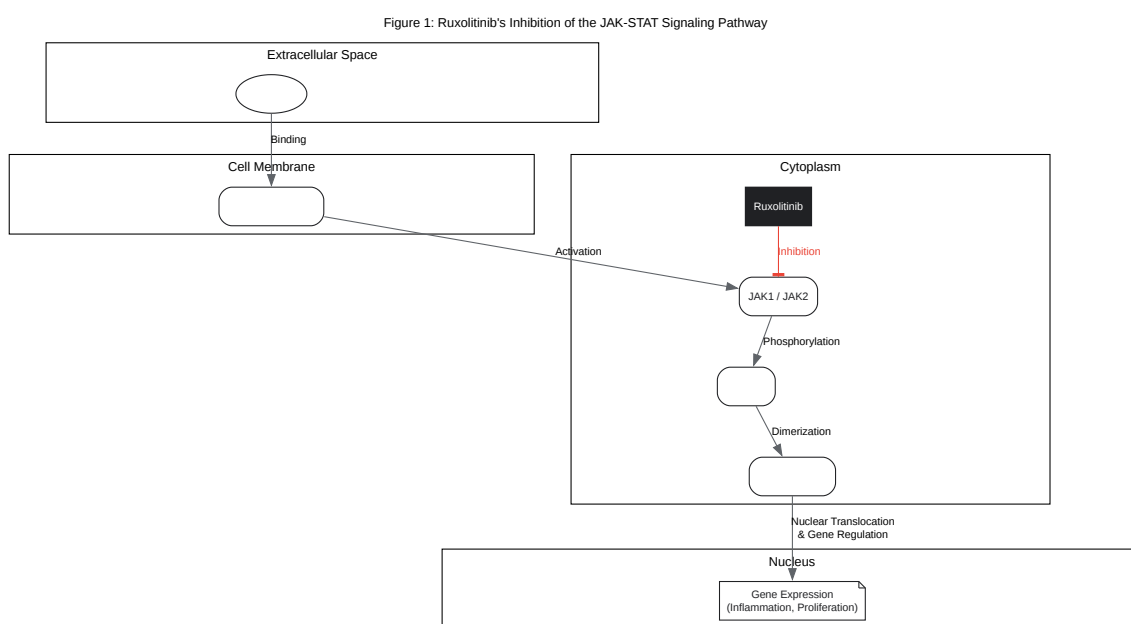 Figure 1: Ruxolitinib's Inhibition of the JAK-STAT Signaling Pathway
Extracellular Space
Binding
Cell Membrane
Cytoplasm
Ruxolitinib
Activation
Inhibition
JAK1 / JAK2
Phosphorylation
Dimerization
Nuclear Translocation
& Gene Regulation
Nucleus
Gene Expression
(Inflammation, Proliferation)